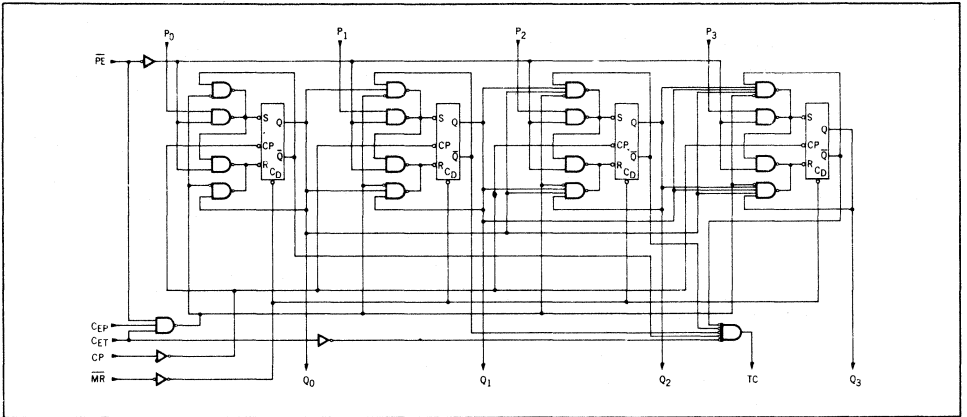 P0 P1 P2 P3
PE
S Q S Q S Q S Q
CP Q CP Q CP Q CP Q
R R R R
CD CD CD CD
CEP
CET
CP
MR
Q0 Q1 Q2 TC Q3